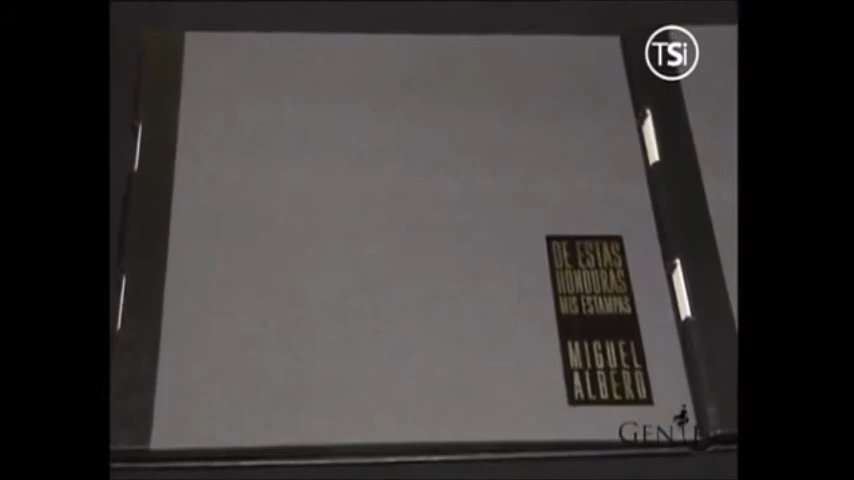 TSi
DE ESTAS
HONDURAS
MIS ESTAMPAS
MIGUEL
ALBERO
GENTE